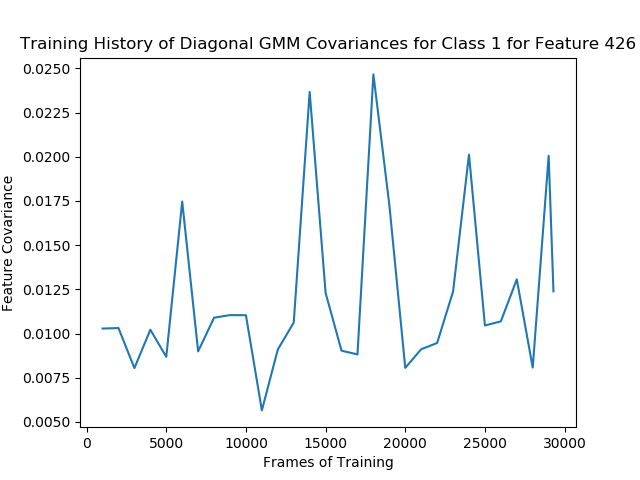 Training History of Diagonal GMM Covariances for Class 1 for Feature 426
0.0250
0.0225
0.0200
0.0175
0.0150
0.0125
0.0100
0.0075
0.0050
Feature Covariance
0 5000 10000 15000 20000 25000 30000
Frames of Training